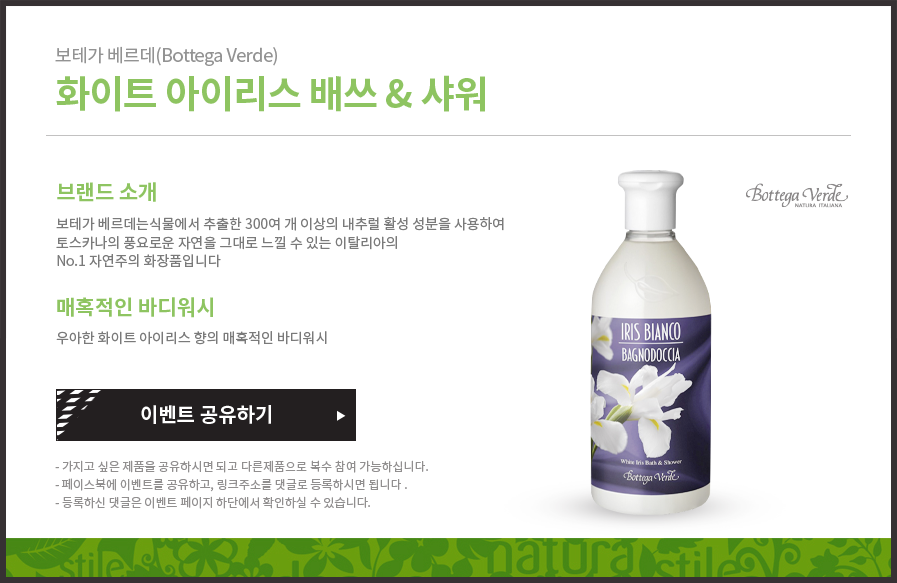 보테가 베르데(Bottega Verde)
화이트 아이리스 배쓰 & 샤워
브랜드 소개
보테가 베르데는식물에서 추출한 300여 개 이상의 내추럴 활성 성분을 사용하여
토스카나의 풍요로운 자연을 그대로 느낄 수 있는 이탈리아의
No.1 자연주의 화장품입니다
매혹적인 바디워시
우아한 화이트 아이리스 향의 매혹적인 바디워시
이벤트 공유하기
- 가지고 싶은 제품을 공유하시면 되고 다른제품으로 복수 참여 가능하십니다.
- 페이스북에 이벤트를 공유하고, 링크주소를 댓글로 등록하시면 됩니다 .
- 등록하신 댓글은 이벤트 페이지 하단에서 확인하실 수 있습니다.
Bottega Verde
NATURA ITALIANA
IRIS BIANCO
BAGNODOCCIA
White Iris Bath & Shower
Bottega Verde
stile
natura
stile